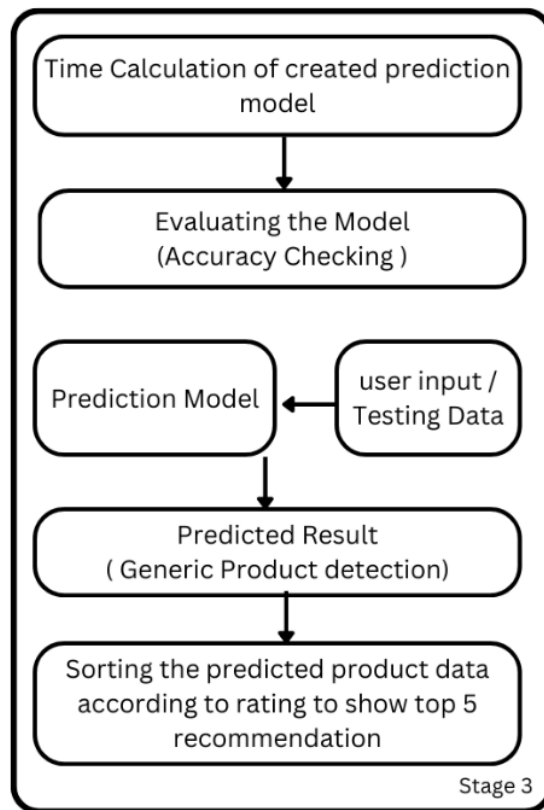 Time Calculation of created prediction
model
Evaluating the Model
(Accuracy Checking )
Prediction Model
user input /
Testing Data
Predicted Result
( Generic Product detection)
Sorting the predicted product data
according to rating to show top 5
recommendation
Stage 3